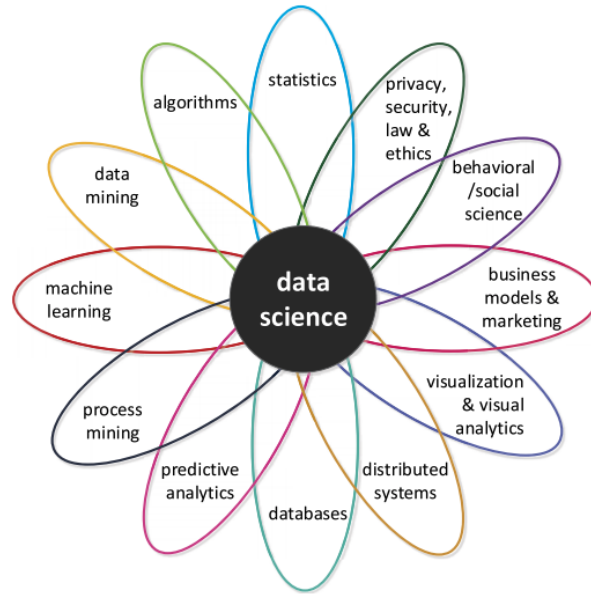 statistics
privacy,
security,
law &
ethics
behavioral
/social
science
business
models &
marketing
visualization
& visual
analytics
distributed
systems
databases
predictive
analytics
process
mining
machine
learning
data
mining
algorithms
data
science